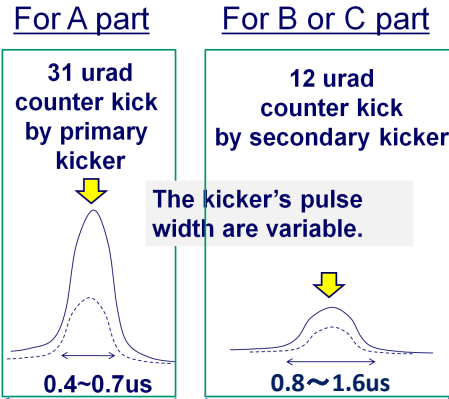 For A part
31 urad
counter kick
by primary
kicker
0.4~0.7us
For B or C part
12 urad
counter kick
by secondary kicker
0.8～1.6us
The kicker's pulse
width are variable.